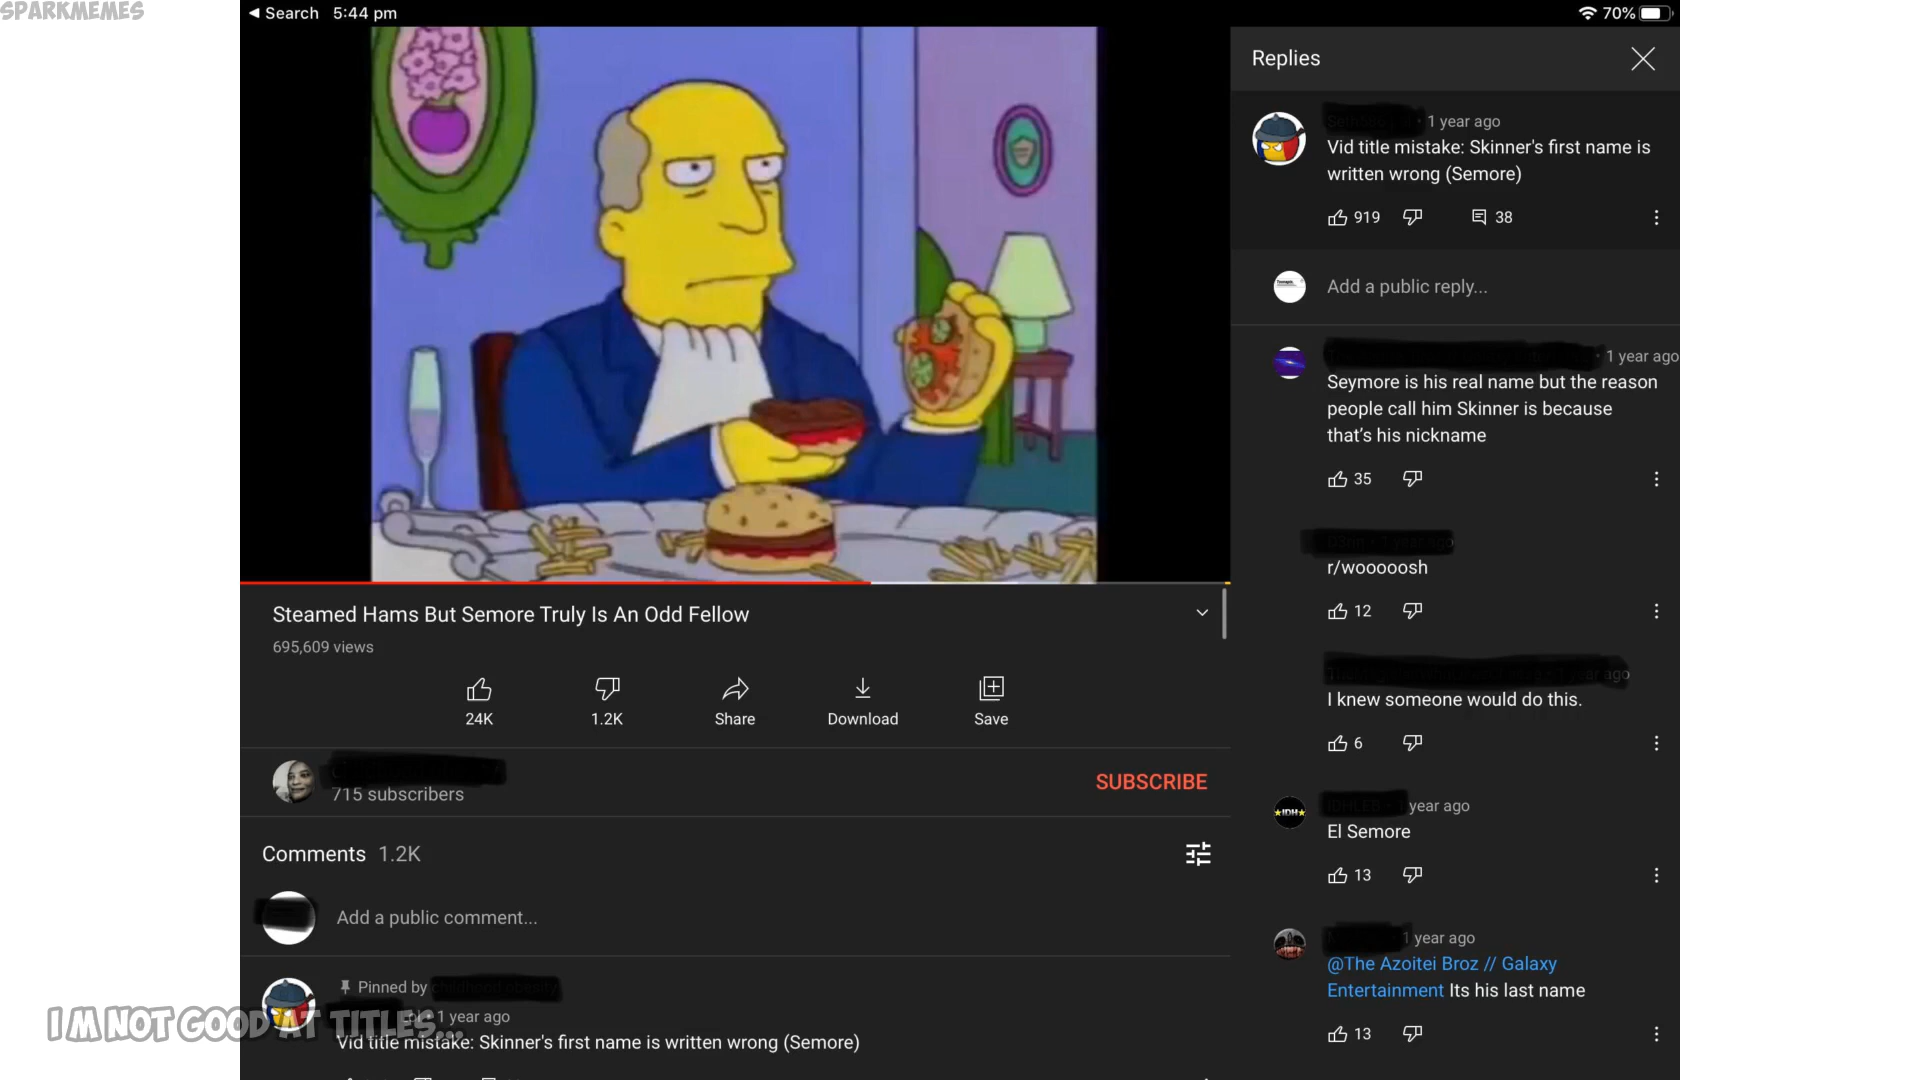 SPARKMEMES
Search 5:44 pm
70%
Steamed Hams But Semore Truly Is An Odd Fellow
695,609 views
24K
1.2K
Share
Download
Save
715 subscribers
SUBSCRIBE
Comments 1.2K
Add a public comment...
Pinned by childhood obesity
1 year ago
Vid title mistake: Skinner's first name is written wrong (Semore)
I'M NOT GOOD AT TITLES...
Replies
1 year ago
Vid title mistake: Skinner's first name is
written wrong (Semore)
919
38
Add a public reply...
1 year ago
Seymore is his real name but the reason
people call him Skinner is because
that's his nickname
35
1 year ago
r/wooooosh
12
year ago
I knew someone would do this.
6
year ago
El Semore
13
1 year ago
@The Azoitei Broz // Galaxy
Entertainment Its his last name
13